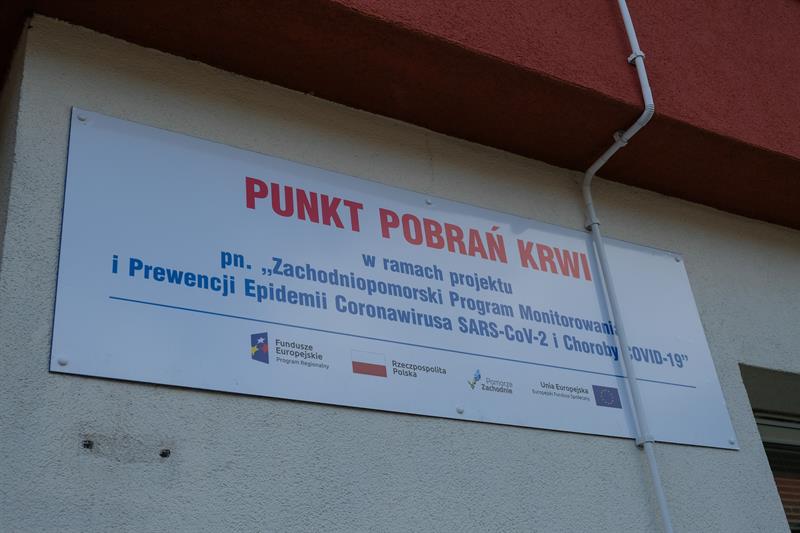 PUNKT POBRAŃ KRWI
w ramach projektu
pn. „Zachodniopomorski Program Monitorowania
i Prewencji Epidemii Coronawirusa SARS-CoV-2 i Choroby COVID-19”
Fundusze
Europejskie
Program Regionalny
Rzeczpospolita
Polska
Pomorze
Zachodnie
Unia Europejska
Europejski Fundusz Społeczny